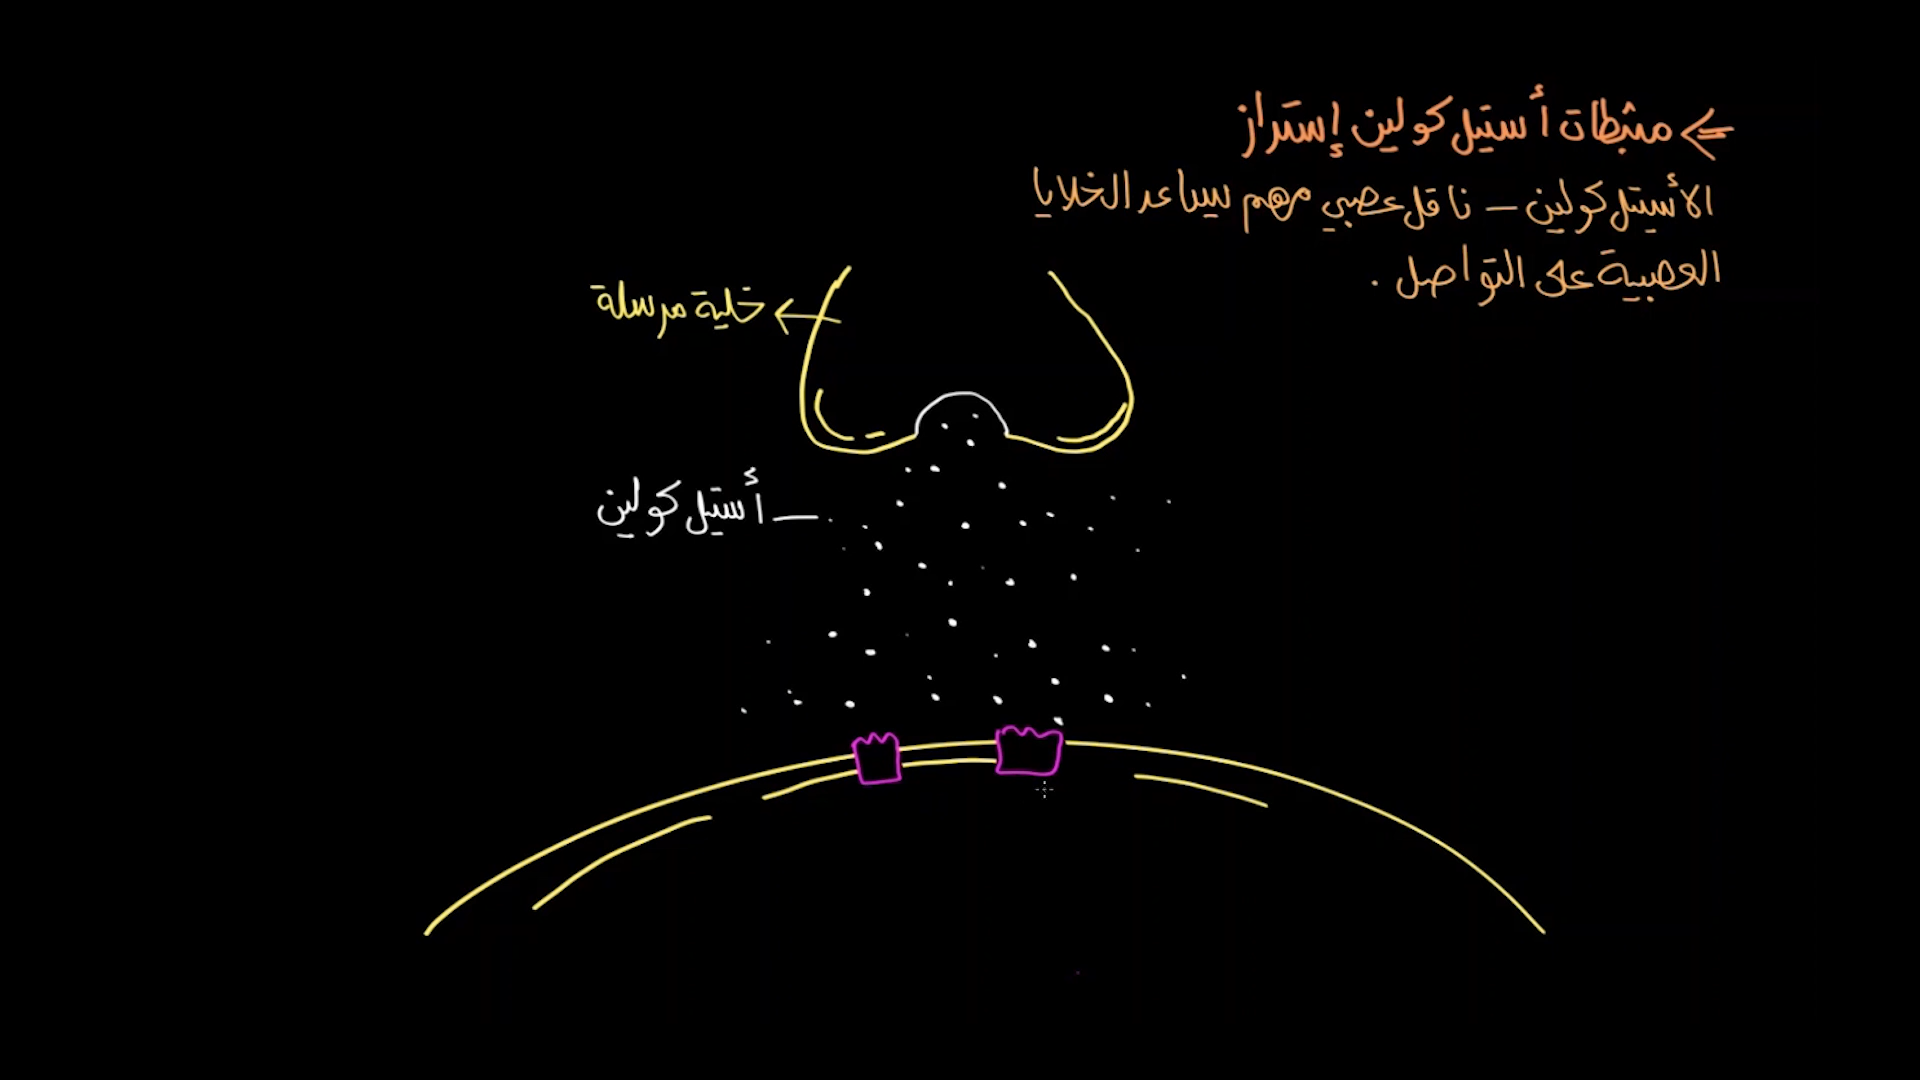 مثبطات أستيل كولين إستراز
الأستيل كولين – ناقل عصبي مهم يساعد الخلايا
العصبية على التواصل .
خلية مرسلة
أستيل كولين